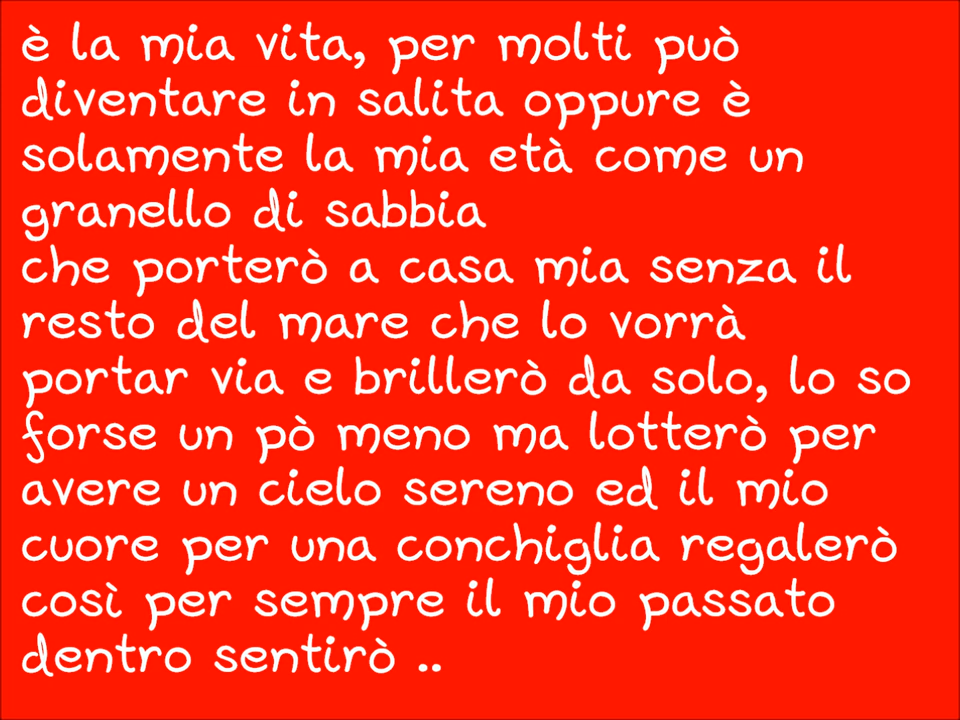 è la mia vita, per molti può
diventare in salita oppure è
solamente la mia età come un
granello di sabbia
che porterò a casa mia senza il
resto del mare che lo vorrà
portar via e brillerò da solo, lo so
forse un pò meno ma lotterò per
avere un cielo sereno ed il mio
cuore per una conchiglia regalerò
così per sempre il mio passato
dentro sentirò ..